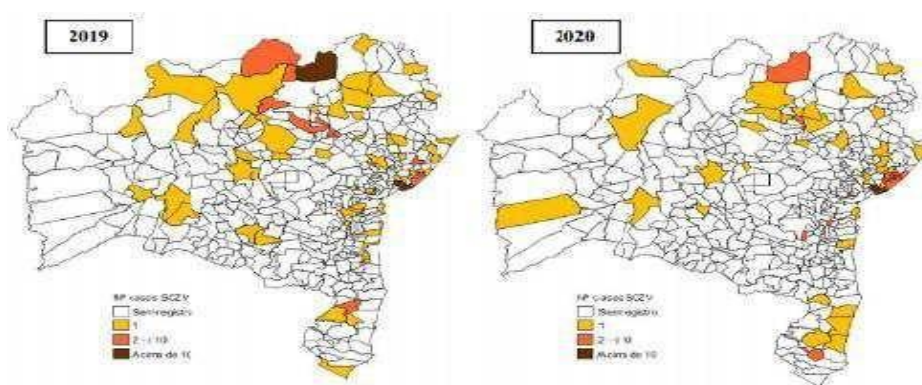 2019
2020
Nº casos SCZV
Sem registro
1
2 -| 10
Acima de 10
Nº casos SCZV
Sem registro
1
2 -| 10
Acima de 10